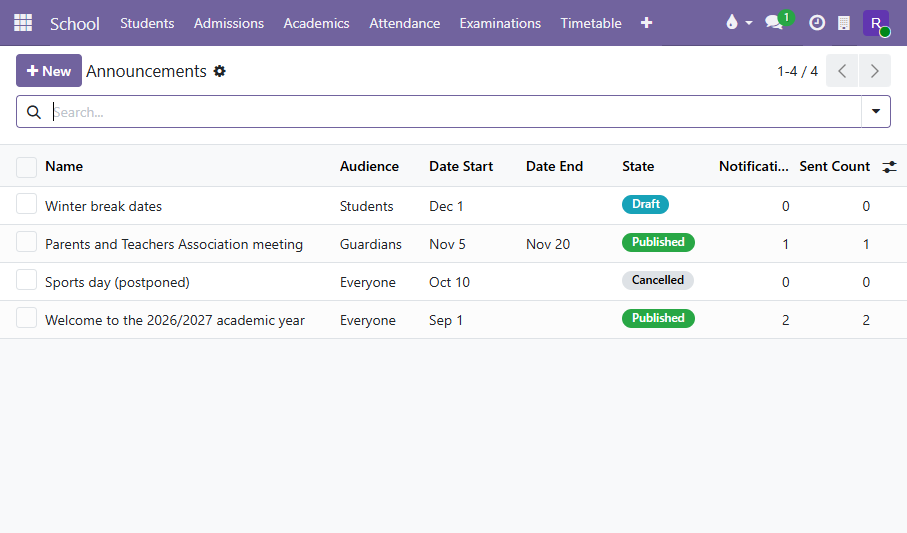 School Students Admissions Academics Attendance Examinations Timetable 1 R
New Announcements 1-4 / 4
Search...
Name Audience Date Start Date End State Notificati... Sent Count
Winter break dates Students Dec 1 Draft 0 0
Parents and Teachers Association meeting Guardians Nov 5 Nov 20 Published 1 1
Sports day (postponed) Everyone Oct 10 Cancelled 0 0
Welcome to the 2026/2027 academic year Everyone Sep 1 Published 2 2